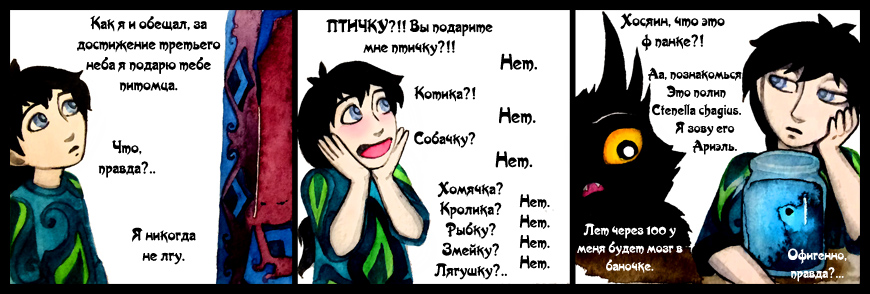 Как я и обещал, за
достижение третьего
неба я подарю тебе
питомца.
Что,
правда?..
Я никогда
не лгу.
ПТИЧКУ?!! Вы подарите
мне птичку?!!
Нет.
Котика?!
Нет.
Собачку?
Нет.
Хомячка?
Нет.
Кролика?
Нет.
Рыбку?
Нет.
Змейку?
Нет.
Лягушку?..
Хосяин, что это
ф панке?!
Аа, познакомься.
Это полип
Ctenella chagius.
Я зову его
Ариэль.
Лет через 100 у
меня будет мозг в
баночке.
Офигенно,
правда?...